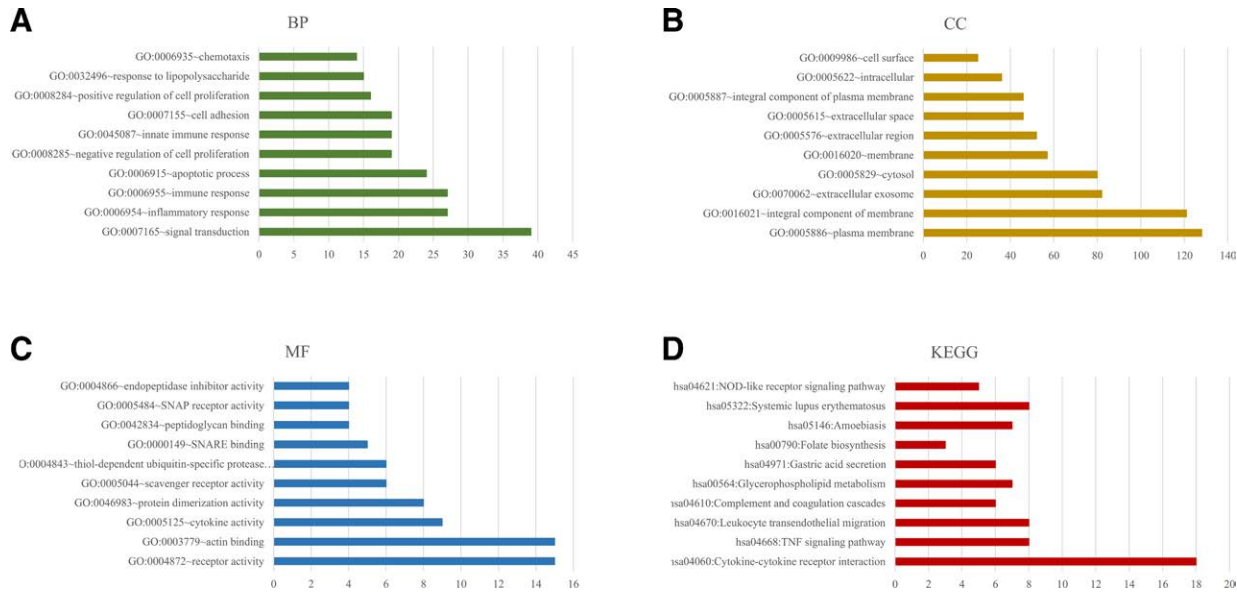 A
BP
GO:0006935~chemotaxis
GO:0032496~response to lipopolysaccharide
GO:0008284~positive regulation of cell proliferation
GO:0007155~cell adhesion
GO:0045087~innate immune response
GO:0008285~negative regulation of cell proliferation
GO:0006915~apoptotic process
GO:0006955~immune response
GO:0006954~inflammatory response
GO:0007165~signal transduction
0 5 10 15 20 25 30 35 40 45
B
CC
GO:0009986~cell surface
GO:0005622~intracellular
GO:0005887~integral component of plasma membrane
GO:0005615~extracellular space
GO:0005576~extracellular region
GO:0016020~membrane
GO:0005829~cytosol
GO:0070062~extracellular exosome
GO:0016021~integral component of membrane
GO:0005886~plasma membrane
0 20 40 60 80 100 120 140
C
MF
GO:0004866~endopeptidase inhibitor activity
GO:0005484~SNAP receptor activity
GO:0042834~peptidoglycan binding
GO:0000149~SNARE binding
O:0004843~thiol-dependent ubiquitin-specific protease…
GO:0005044~scavenger receptor activity
GO:0046983~protein dimerization activity
GO:0005125~cytokine activity
GO:0003779~actin binding
GO:0004872~receptor activity
0 2 4 6 8 10 12 14 16
D
KEGG
hsa04621:NOD-like receptor signaling pathway
hsa05322:Systemic lupus erythematosus
hsa05146:Amoebiasis
hsa00790:Folate biosynthesis
hsa04971:Gastric acid secretion
hsa00564:Glycerophospholipid metabolism
hsa04610:Complement and coagulation cascades
hsa04670:Leukocyte transendothelial migration
hsa04668:TNF signaling pathway
hsa04060:Cytokine-cytokine receptor interaction
0 2 4 6 8 10 12 14 16 18 20